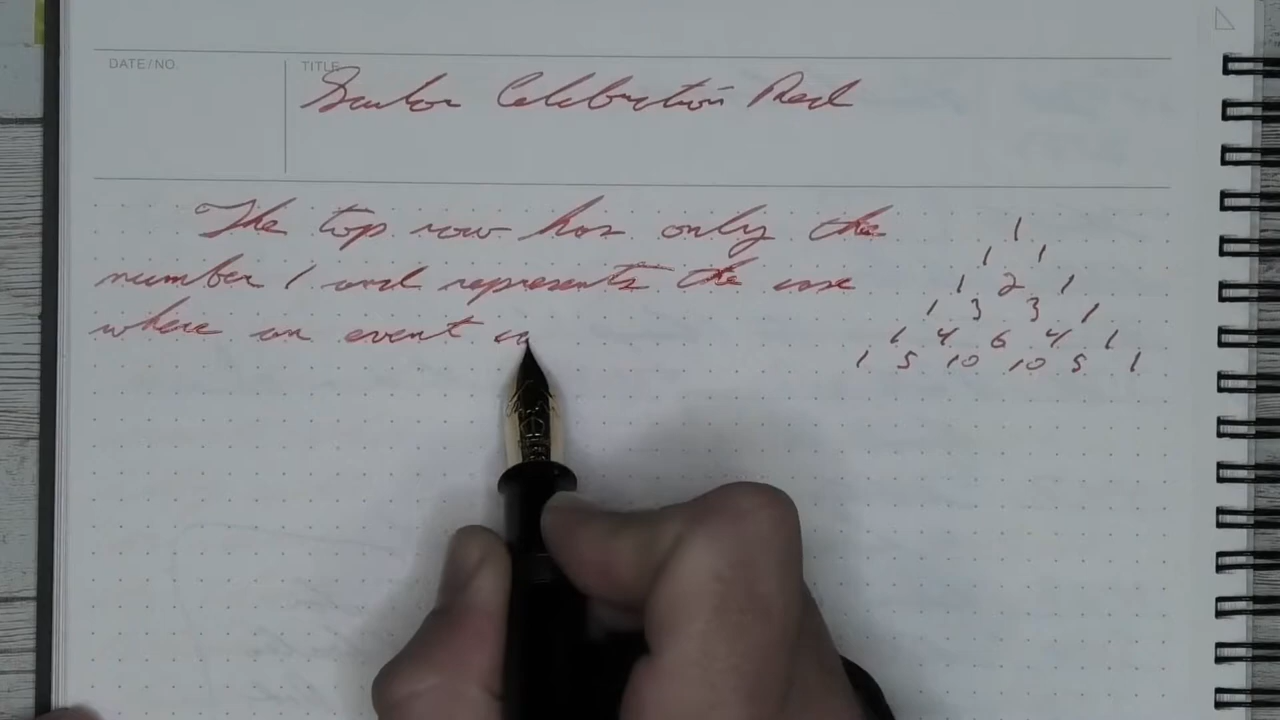 DATE/NO.
TITLE
Celebration Red
The top row has only the
number 1 and represents the case
where an event
1
1 1
1 2 1
1 3 3 1
1 4 6 4 1
1 5 10 10 5 1